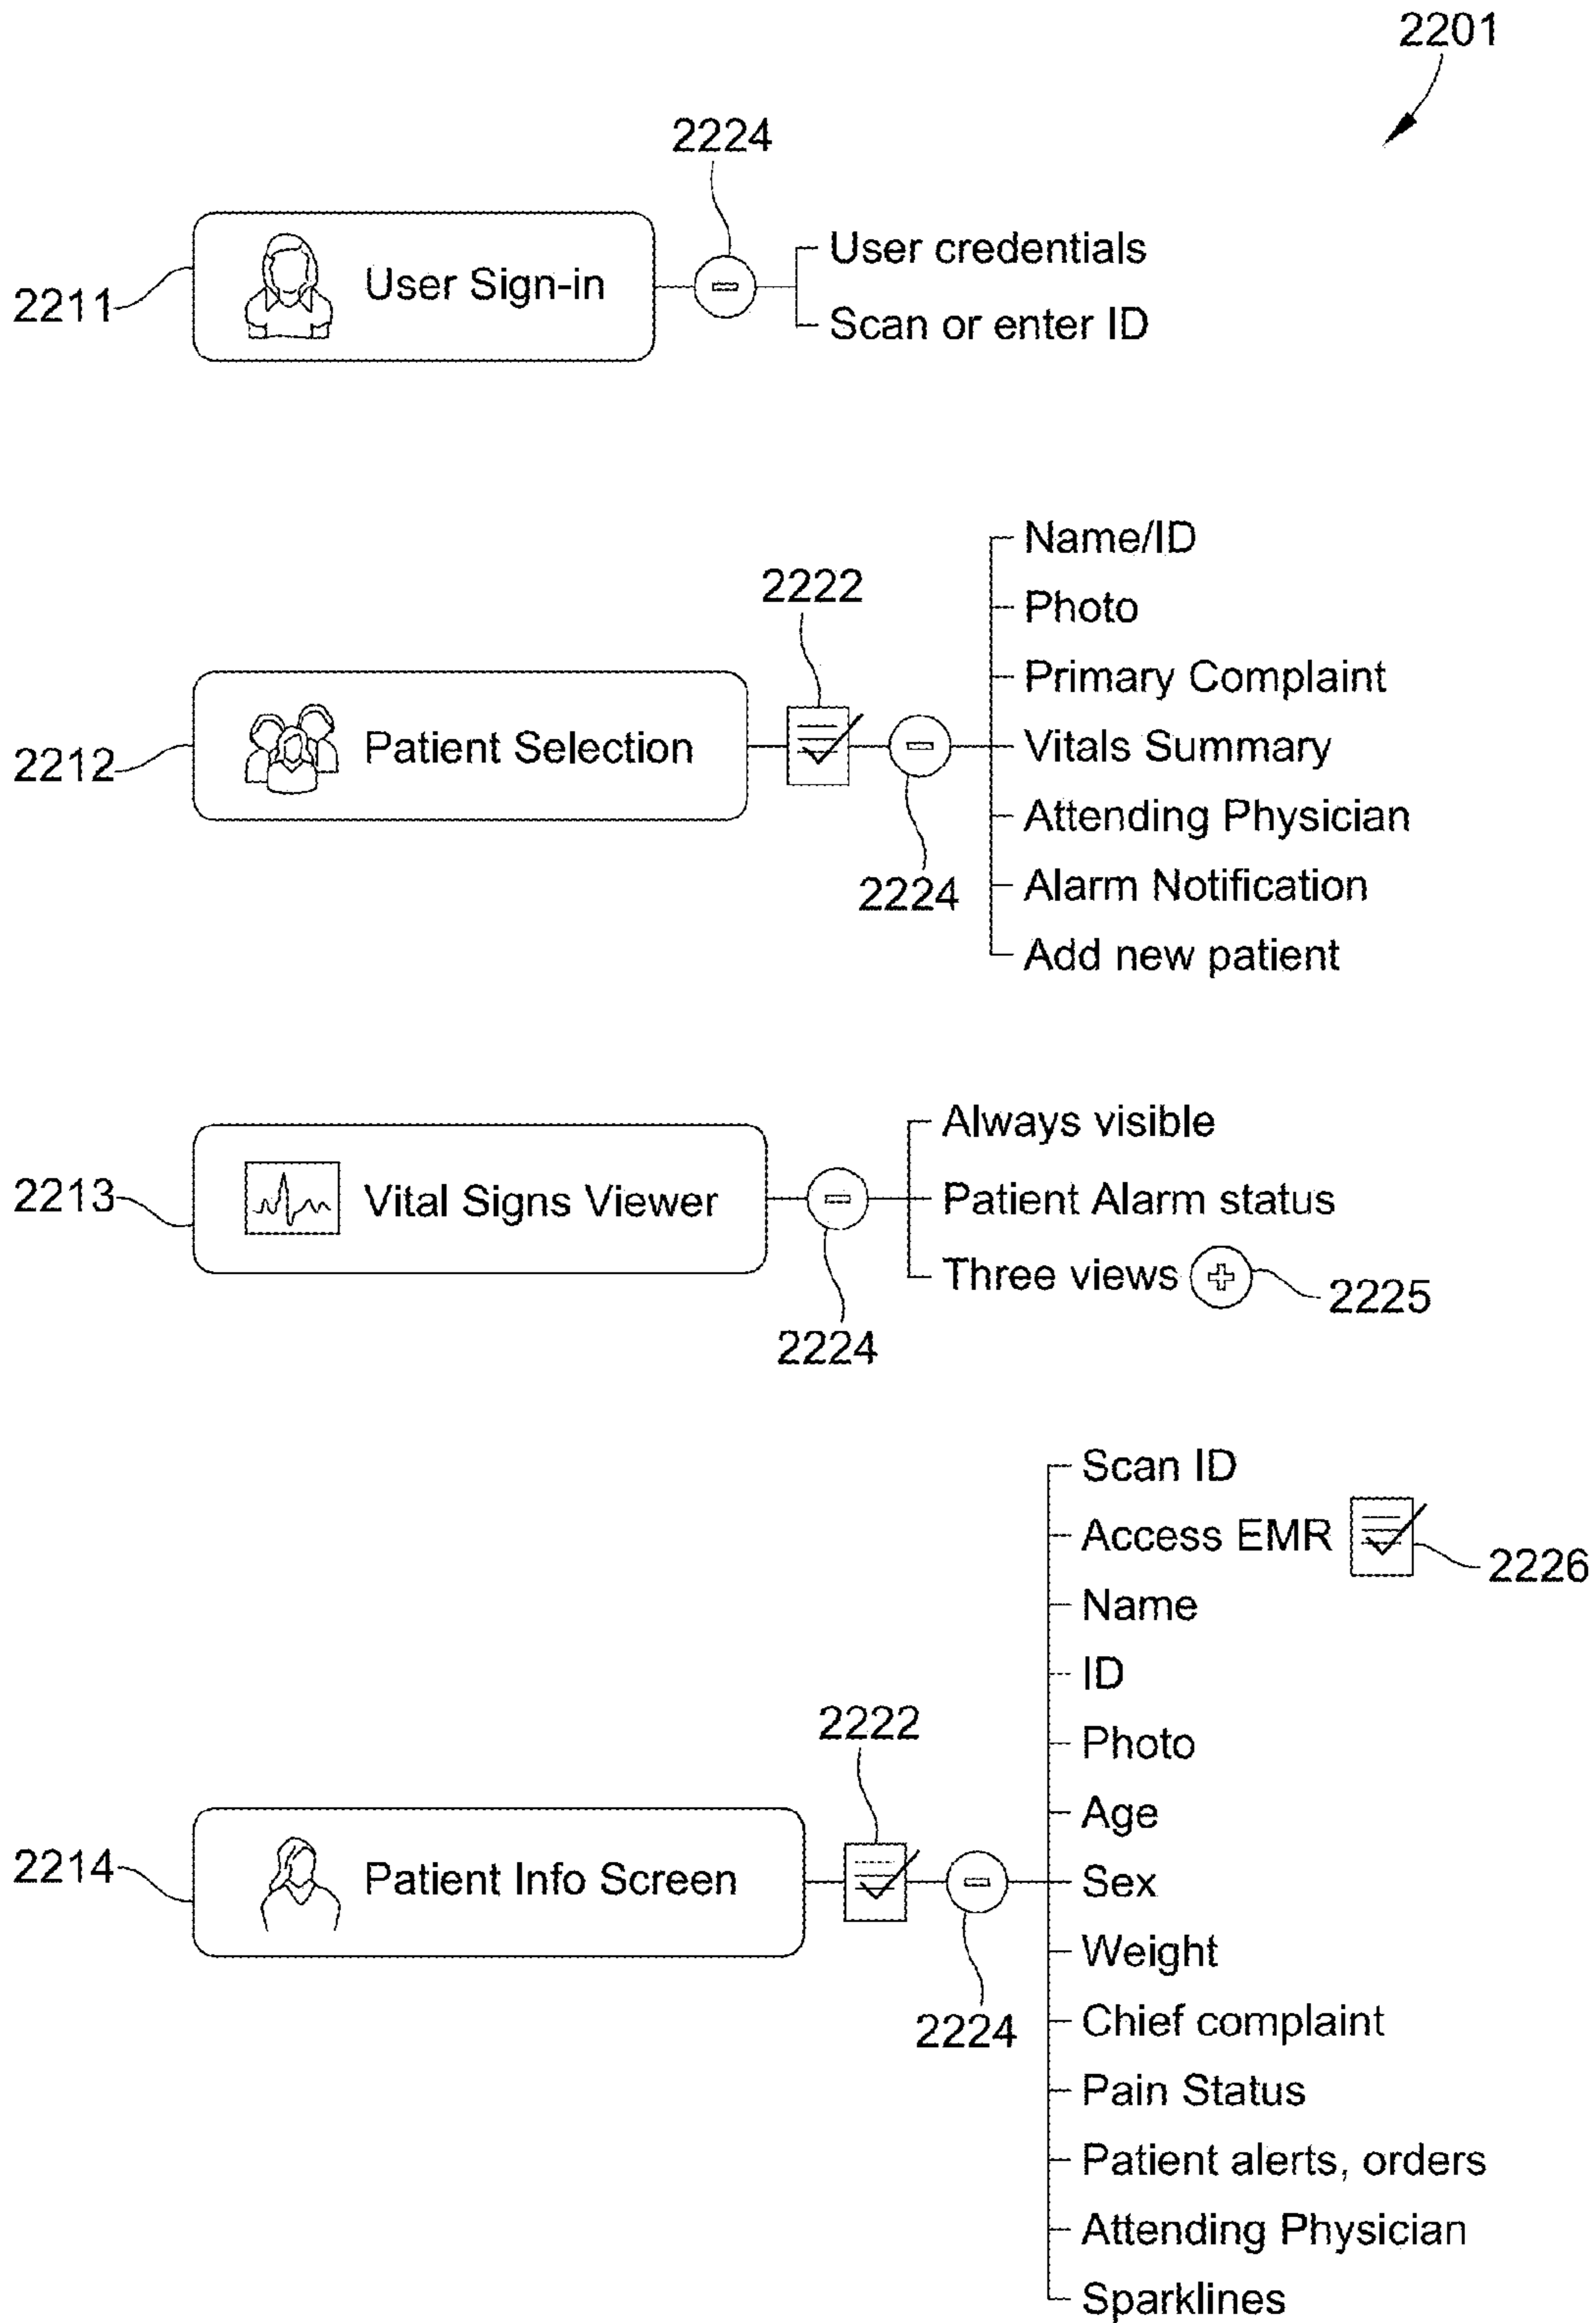 2201
2224
2211
User Sign-in
User credentials
Scan or enter ID
2222
2212
Patient Selection
2224
Name/ID
Photo
Primary Complaint
Vitals Summary
Attending Physician
Alarm Notification
Add new patient
2213
Vital Signs Viewer
2224
Always visible
Patient Alarm status
Three views
2225
2222
2214
Patient Info Screen
2224
Scan ID
Access EMR
2226
Name
ID
Photo
Age
Sex
Weight
Chief complaint
Pain Status
Patient alerts, orders
Attending Physician
Sparklines